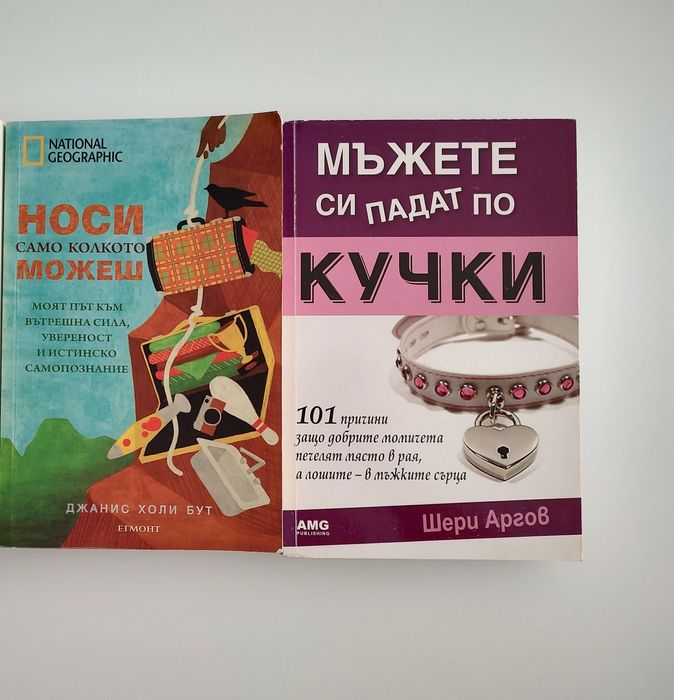 NATIONAL
GEOGRAPHIC
НОСИ
САМО КОЛКОТО
МОЖЕШ
МОЯТ ПЪТ КЪМ
ВЪТРЕШНА СИЛА,
УВЕРЕНОСТ
И ИСТИНСКО
САМОПОЗНАНИЕ
ДЖАНИС ХОЛИ БУТ
ЕГМОНТ
МЪЖЕТЕ
СИ ПАДАТ ПО
КУЧКИ
101 причини
защо добрите момичета
печелят място в рая,
а лошите – в мъжките сърца
AMG
PUBLISHING
Шери Аргов